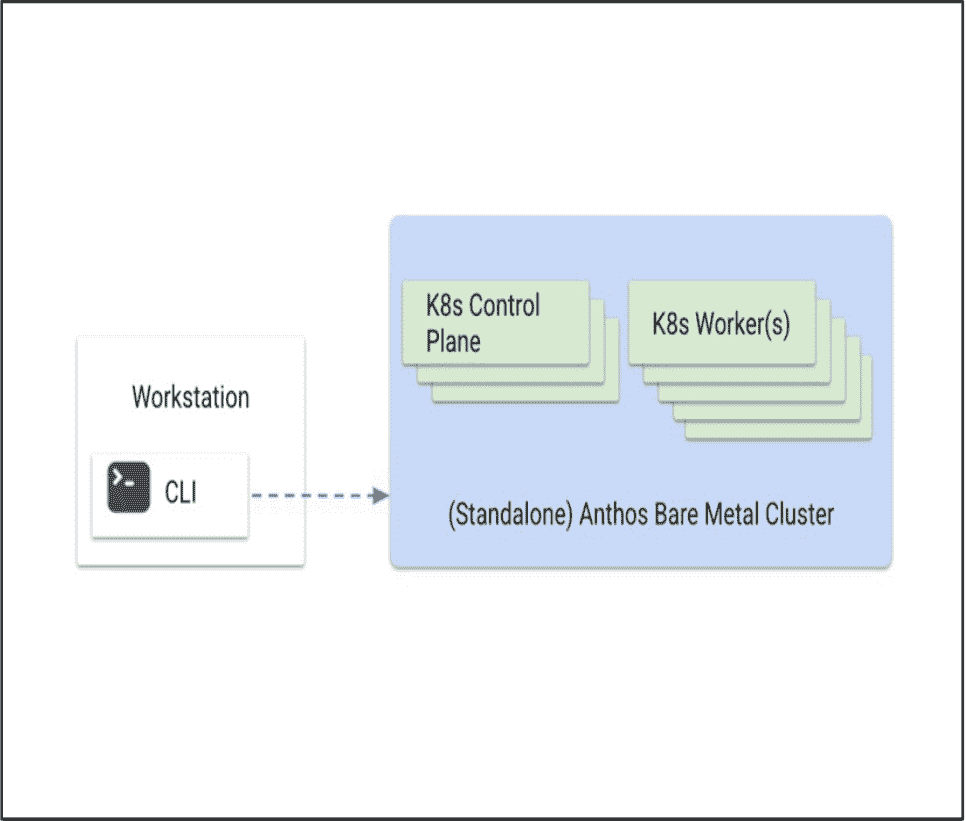 K8s Control
Plane
K8s Worker(s)
Workstation
CLI
(Standalone) Anthos Bare Metal Cluster